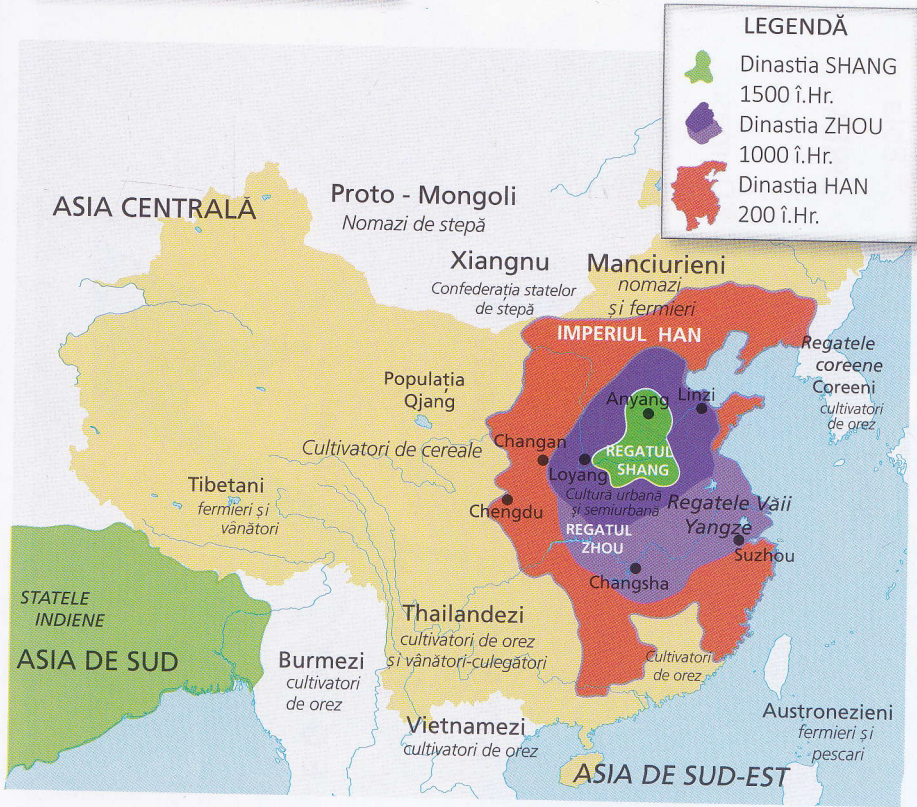 LEGENDĂ
Dinastia SHANG
1500 î.Hr.
Dinastia ZHOU
1000 î.Hr.
Dinastia HAN
200 î.Hr.
ASIA CENTRALĂ
Proto - Mongoli
Nomazi de stepă
Xiangnu
Confederația statelor
de stepă
Manciurieni
nomazi
și fermieri
IMPERIUL HAN
Regatele
coreene
Coreeni
cultivatori
de orez
Populația
Qjang
Anyang
Linzi
Cultivatori de cereale
Changan
REGATUL
SHANG
Loyang
Tibetani
fermieri și
vânători
Chengdu
Cultură urbană
și semiurbană
Regatele Văii
Yangze
REGATUL
ZHOU
Suzhou
Changsha
STATELE
INDIENE
ASIA DE SUD
Thailandezi
cultivatori de orez
și vânători-culegători
Burmezi
cultivatori
de orez
Cultivatori
de orez
Vietnamezi
cultivatori de orez
Austronezieni
fermieri și
pescari
ASIA DE SUD-EST